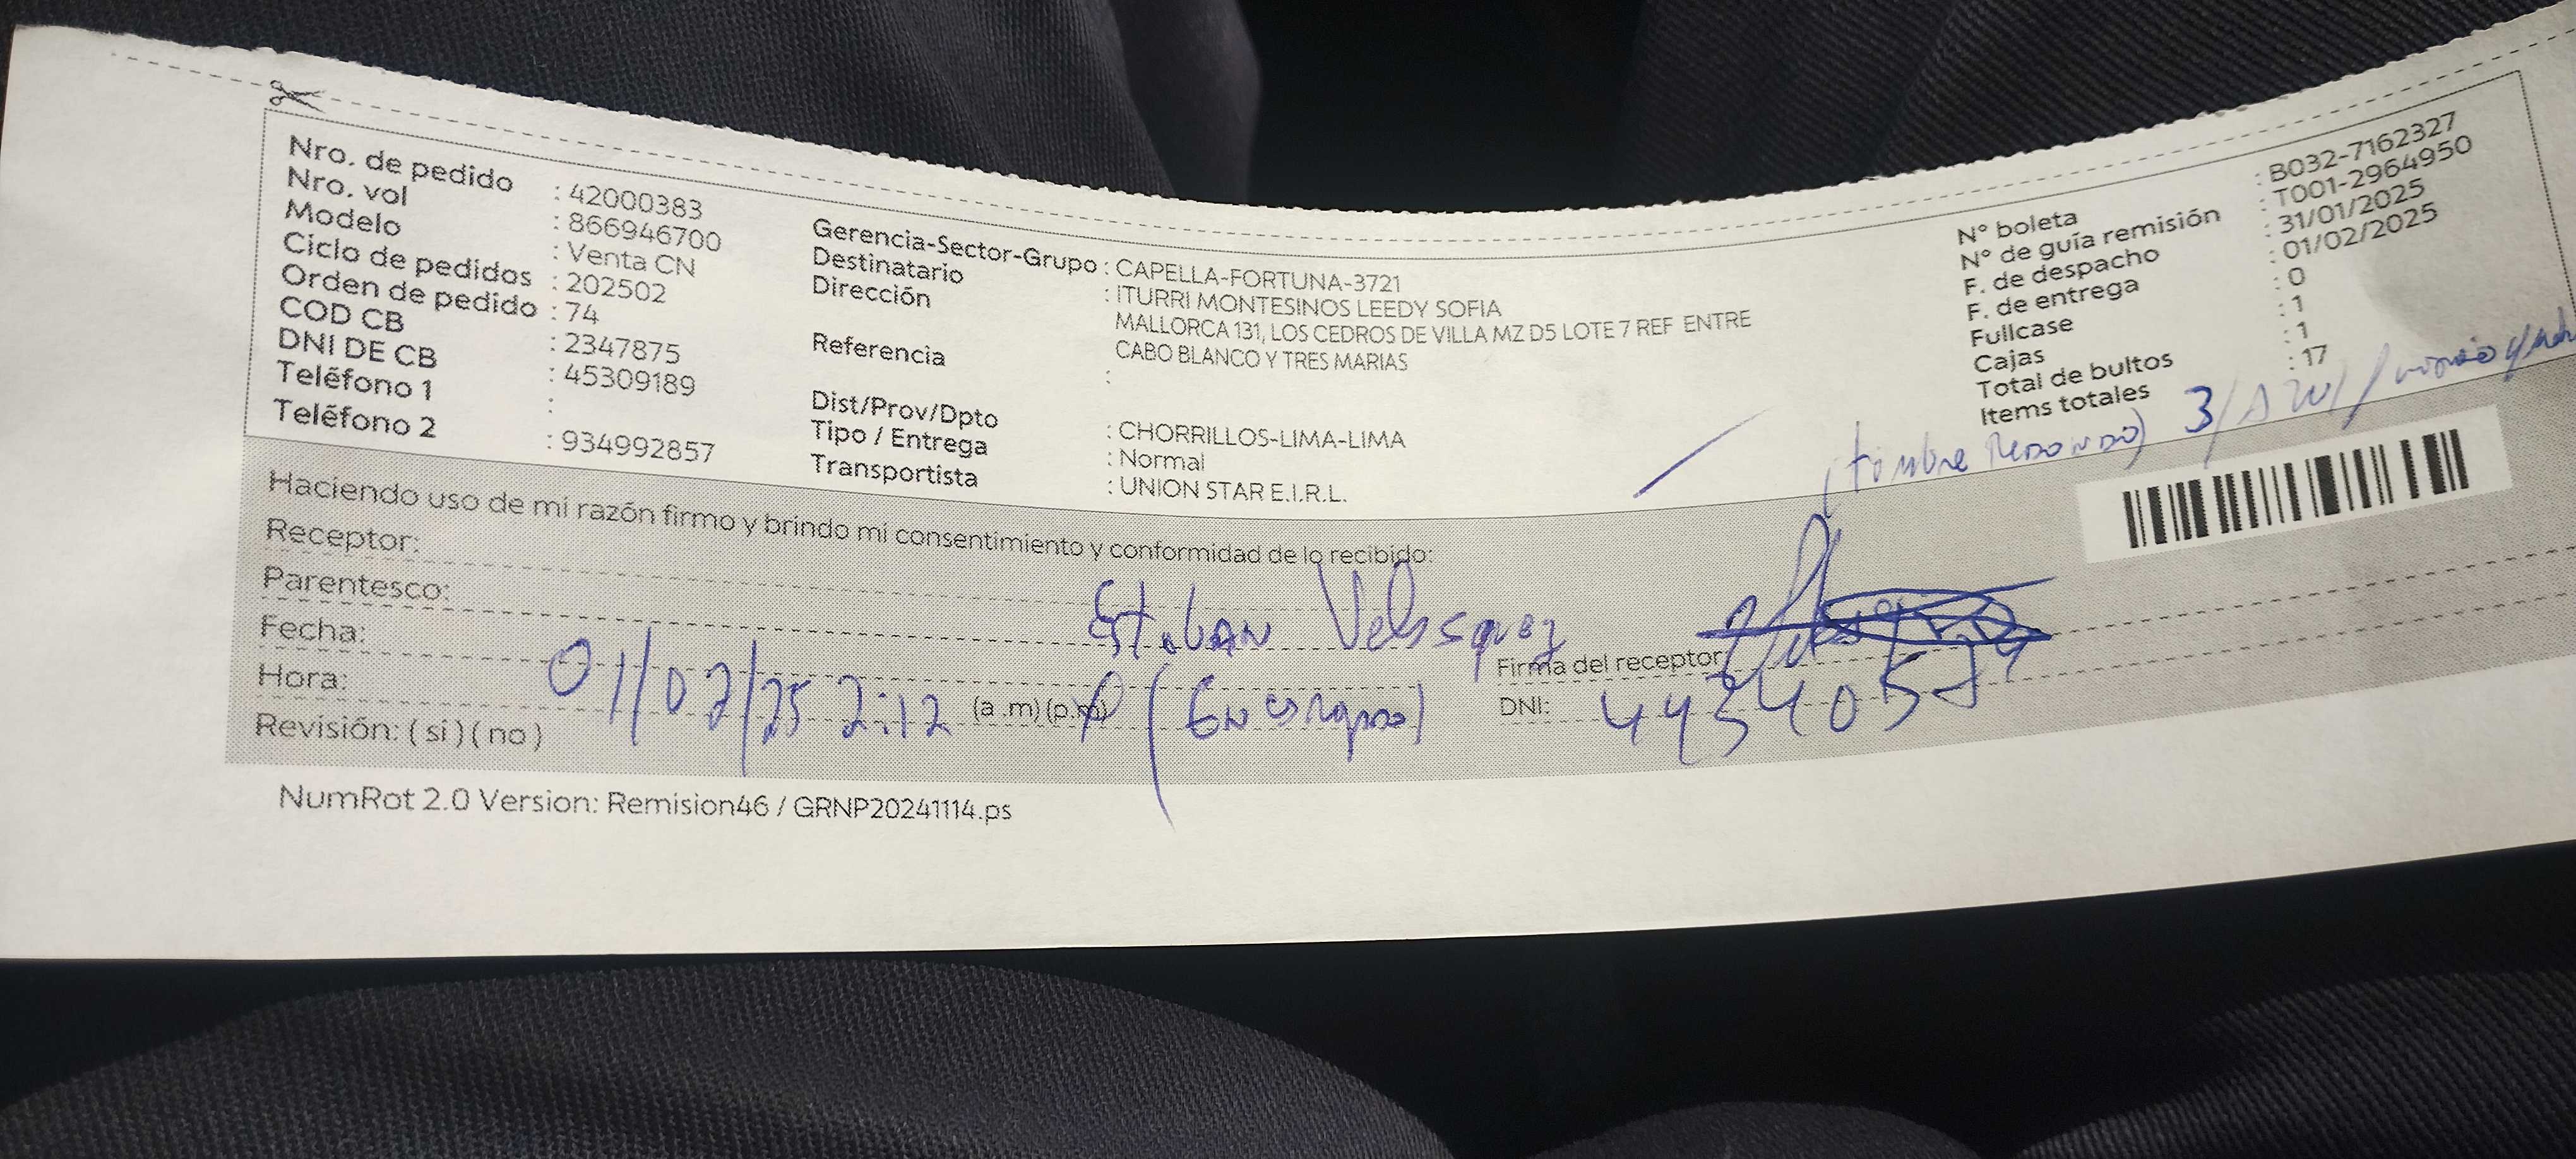 Nro. de pedido : 42000383
Nro. vol : 866946700
Modelo : Venta CN
Ciclo de pedidos : 202502
Orden de pedido : 74
COD CB : 2347875
DNI DE CB : 45309189
Teléfono 1 :
Teléfono 2 : 934992857
Gerencia-Sector-Grupo : CAPELLA-FORTUNA-3721
Destinatario : ITURRI MONTESINOS LEEDY SOFIA
Dirección MALLORCA 131, LOS CEDROS DE VILLA MZ D5 LOTE 7 REF ENTRE
CABO BLANCO Y TRES MARIAS
Referencia :
Dist/Prov/Dpto : CHORRILLOS-LIMA-LIMA
Tipo / Entrega : Normal
Transportista : UNION STAR E.I.R.L.
N° boleta : B032-7162327
N° de guía remisión : T001-2964950
F. de despacho : 31/01/2025
F. de entrega : 01/02/2025
Fullcase : 0
Cajas : 1
Total de bultos : 1
Items totales : 17
(timbre Redondo) 3/
Haciendo uso de mi razón firmo y brindo mi consentimiento y conformidad de lo recibido:
Receptor:
Parentesco:
Esteban Velasquez
Fecha: 01/02/25
Hora: 2:12 (a.m) (p.m) (Encargado)
Revisión: ( si ) ( no )
Firma del receptor
DNI:
NumRot 2.0 Version: Remision46 / GRNP20241114.ps